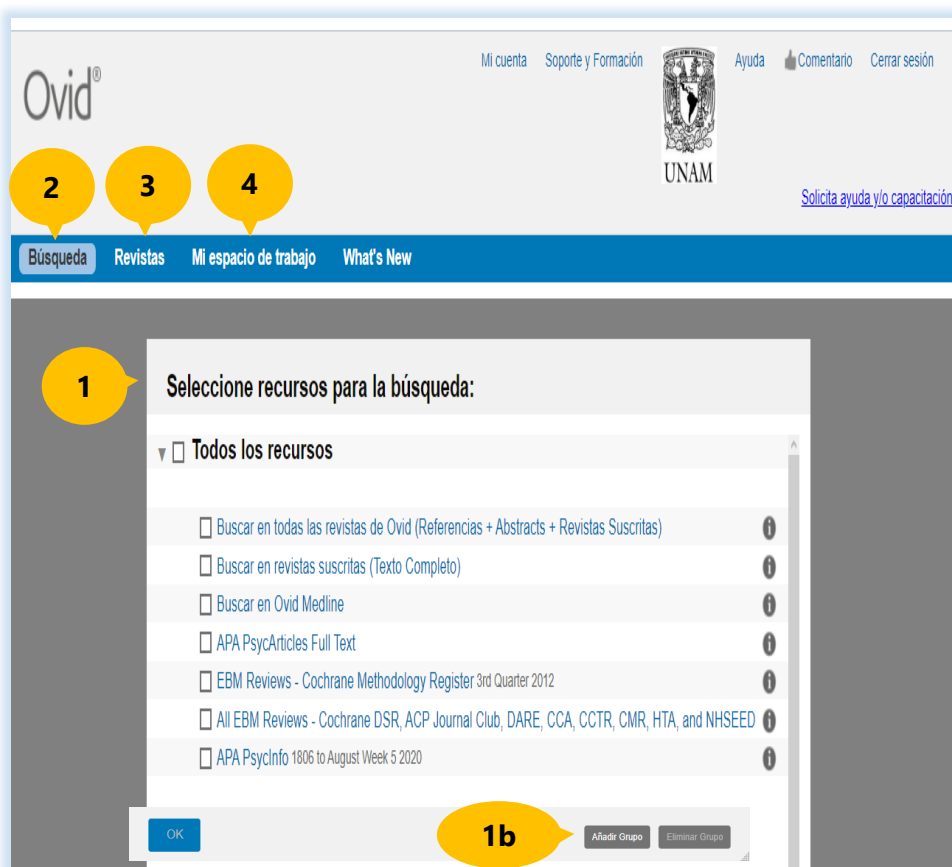 Ovid®
Mi cuenta Soporte y Formación Ayuda Comentario Cerrar sesión
UNAM
Solicita ayuda y/o capacitación
2 3 4
Búsqueda Revistas Mi espacio de trabajo What's New
1
Seleccione recursos para la búsqueda:
Todos los recursos
Buscar en todas las revistas de Ovid (Referencias + Abstracts + Revistas Suscritas)
Buscar en revistas suscritas (Texto Completo)
Buscar en Ovid Medline
APA PsycArticles Full Text
EBM Reviews - Cochrane Methodology Register 3rd Quarter 2012
All EBM Reviews - Cochrane DSR, ACP Journal Club, DARE, CCA, CCTR, CMR, HTA, and NHSEED
APA PsycInfo 1806 to August Week 5 2020
OK 1b Añadir Grupo Eliminar Grupo